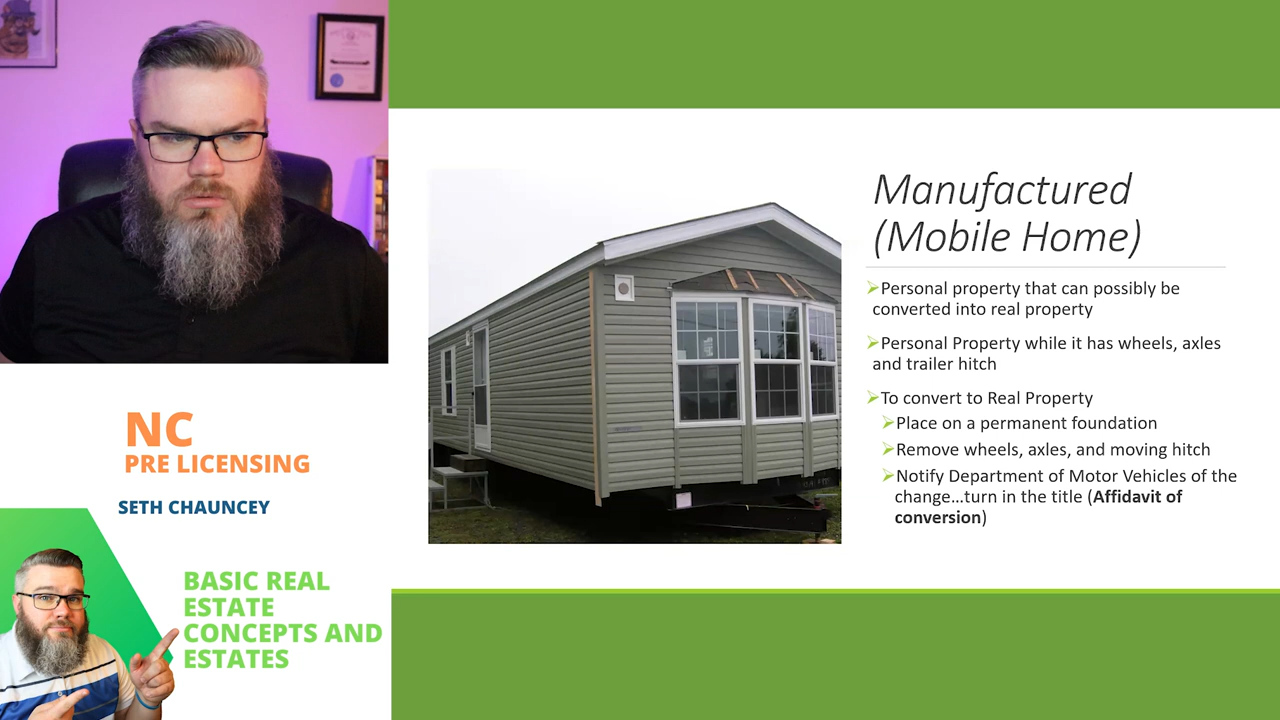 NC
PRE LICENSING
SETH CHAUNCEY
BASIC REAL
ESTATE
CONCEPTS AND
ESTATES
Manufactured
(Mobile Home)
Personal property that can possibly be
converted into real property
Personal Property while it has wheels, axles
and trailer hitch
To convert to Real Property
Place on a permanent foundation
Remove wheels, axles, and moving hitch
Notify Department of Motor Vehicles of the
change...turn in the title (Affidavit of
conversion)